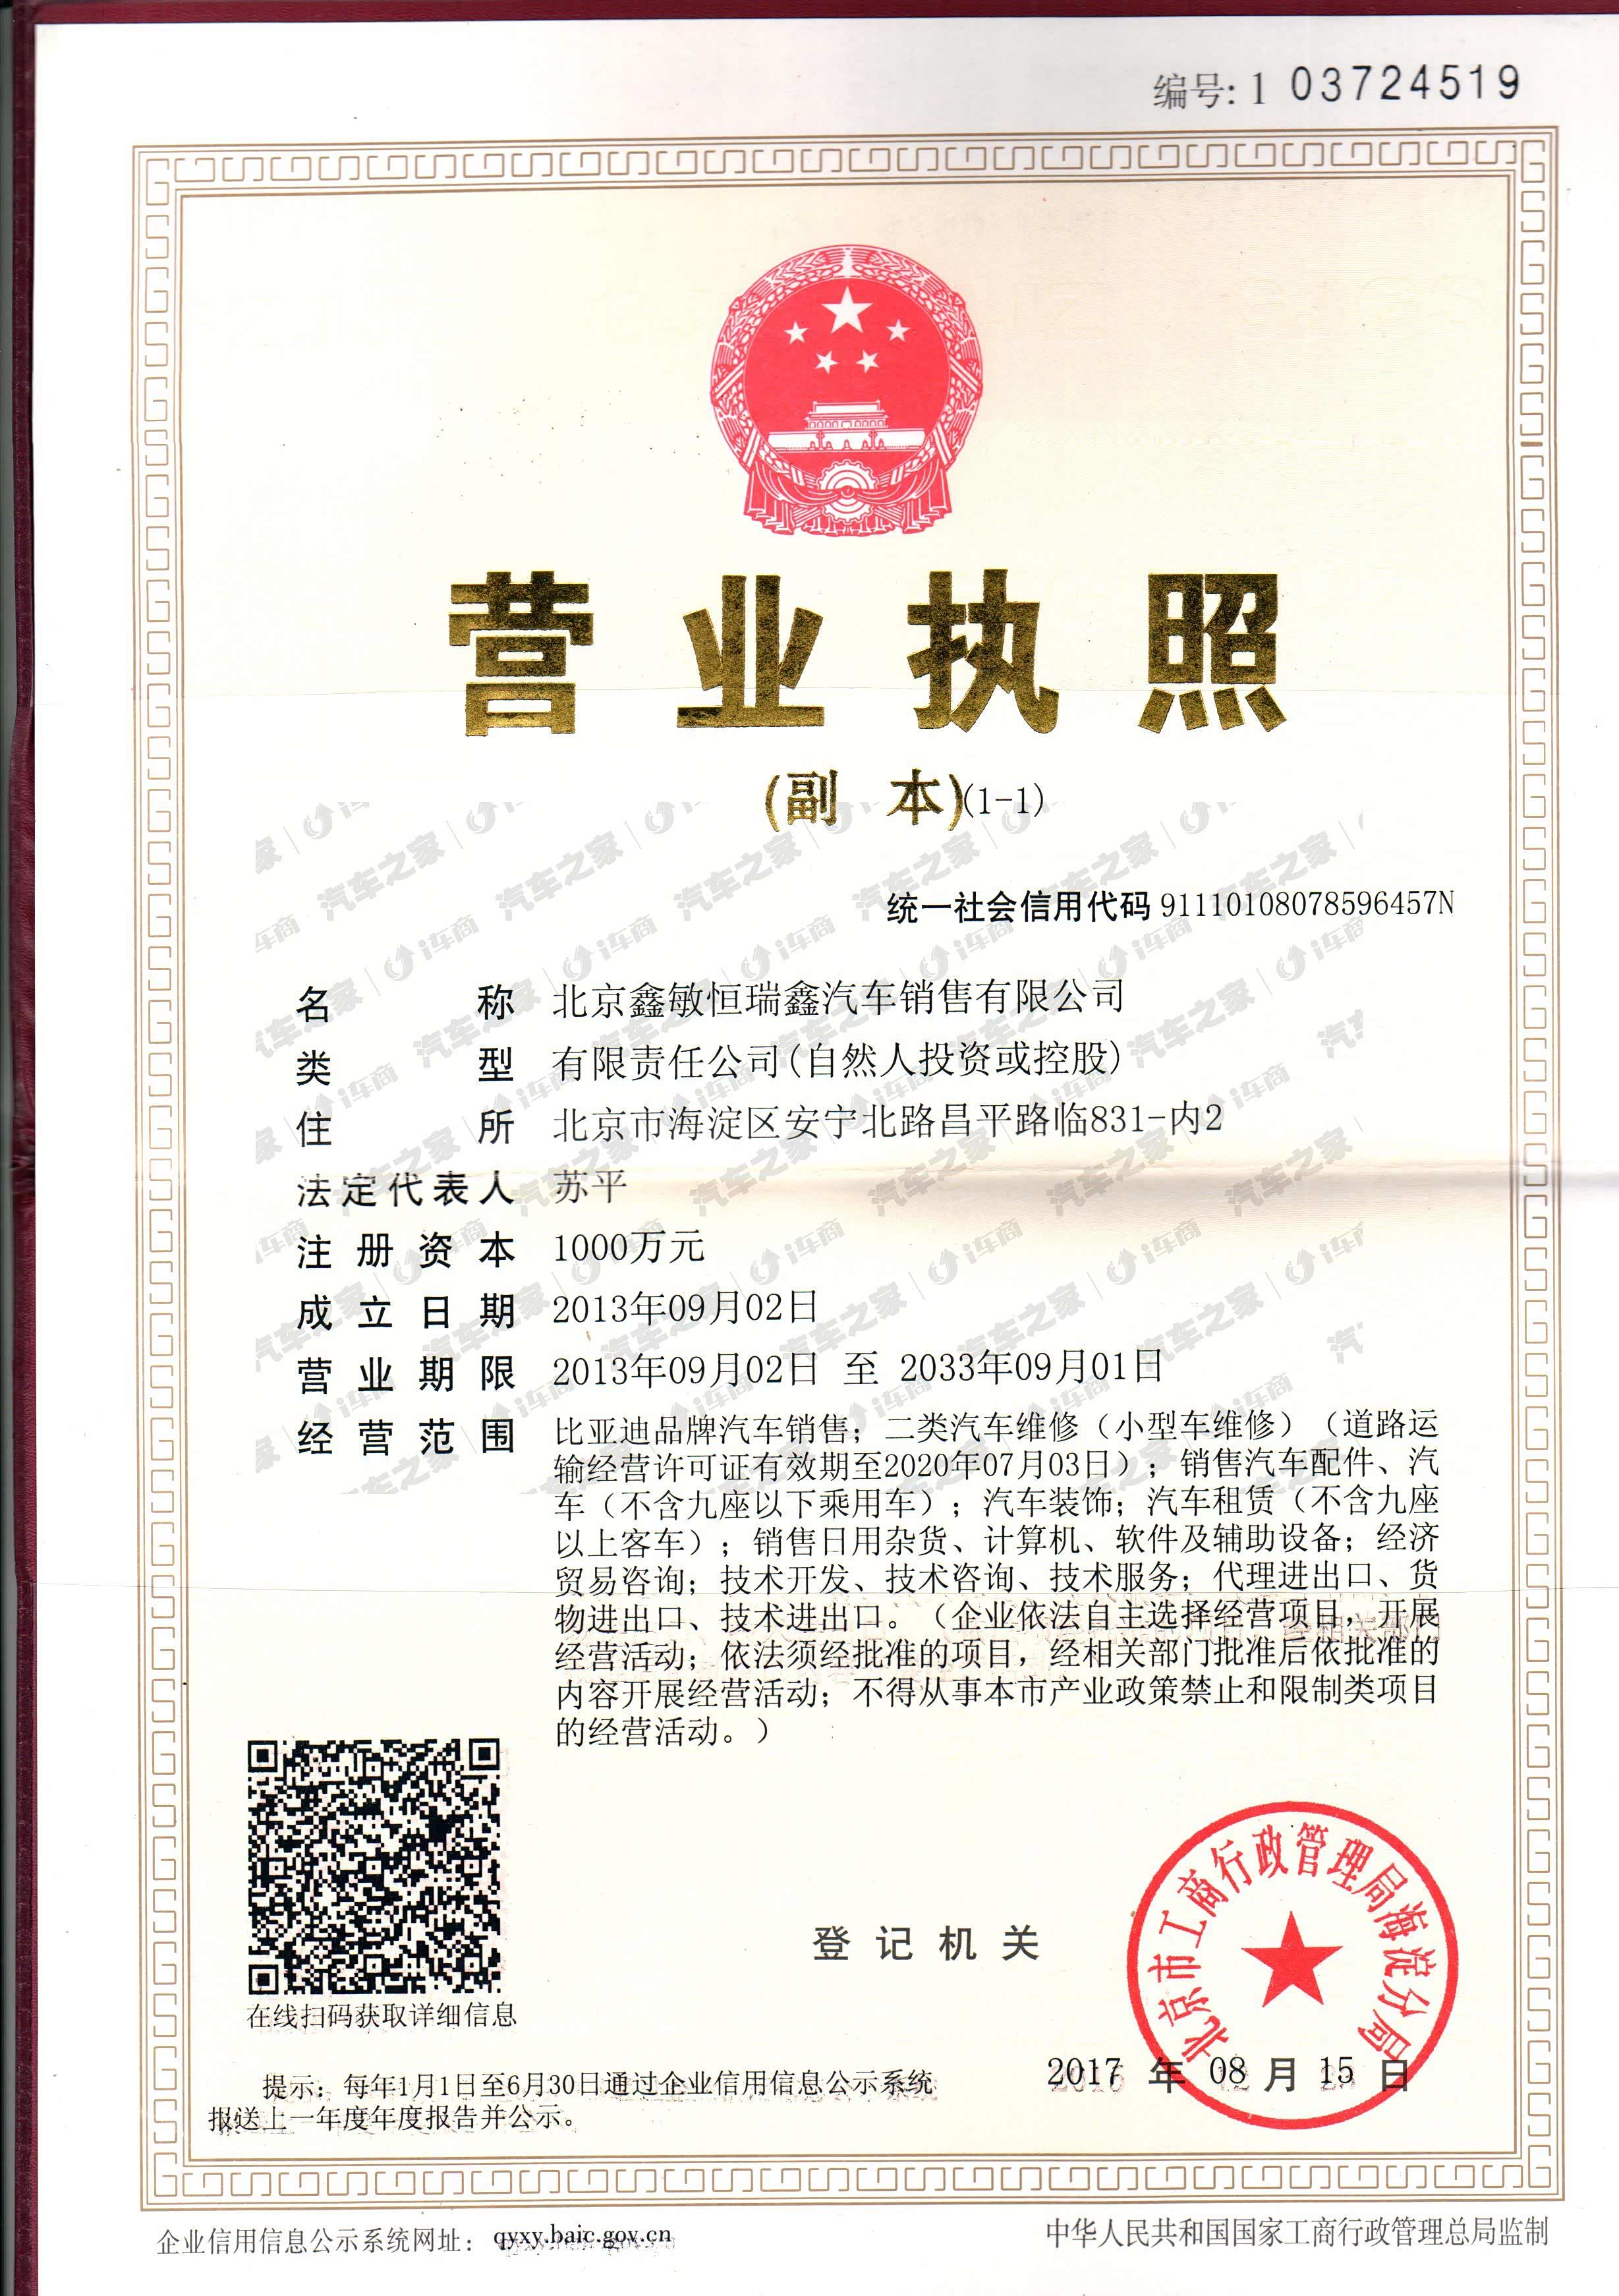 编号: 1 03724519
营业执照
(副 本)(1-1)
统一社会信用代码 91110108078596457N
名 称 北京鑫敏恒瑞鑫汽车销售有限公司
类 型 有限责任公司(自然人投资或控股)
住 所 北京市海淀区安宁北路昌平路临831-内2
法定代表人 苏平
注册资本 1000万元
成立日期 2013年09月02日
营业期限 2013年09月02日 至 2033年09月01日
经营范围 比亚迪品牌汽车销售；二类汽车维修（小型车维修）（道路运
输经营许可证有效期至2020年07月03日）；销售汽车配件、汽
车（不含九座以下乘用车）；汽车装饰；汽车租赁（不含九座
以上客车）；销售日用杂货、计算机、软件及辅助设备；经济
贸易咨询；技术开发、技术咨询、技术服务；代理进出口、货
物进出口、技术进出口。（企业依法自主选择经营项目，开展
经营活动；依法须经批准的项目，经相关部门批准后依批准的
内容开展经营活动；不得从事本市产业政策禁止和限制类项目
的经营活动。）
在线扫码获取详细信息
登记机关
北京市工商行政管理局海淀分局
2017 年 08 月 15 日
提示：每年1月1日至6月30日通过企业信用信息公示系统
报送上一年度年度报告并公示。
企业信用信息公示系统网址： qyxy.baic.gov.cn
中华人民共和国国家工商行政管理总局监制
汽车之家 | i车商